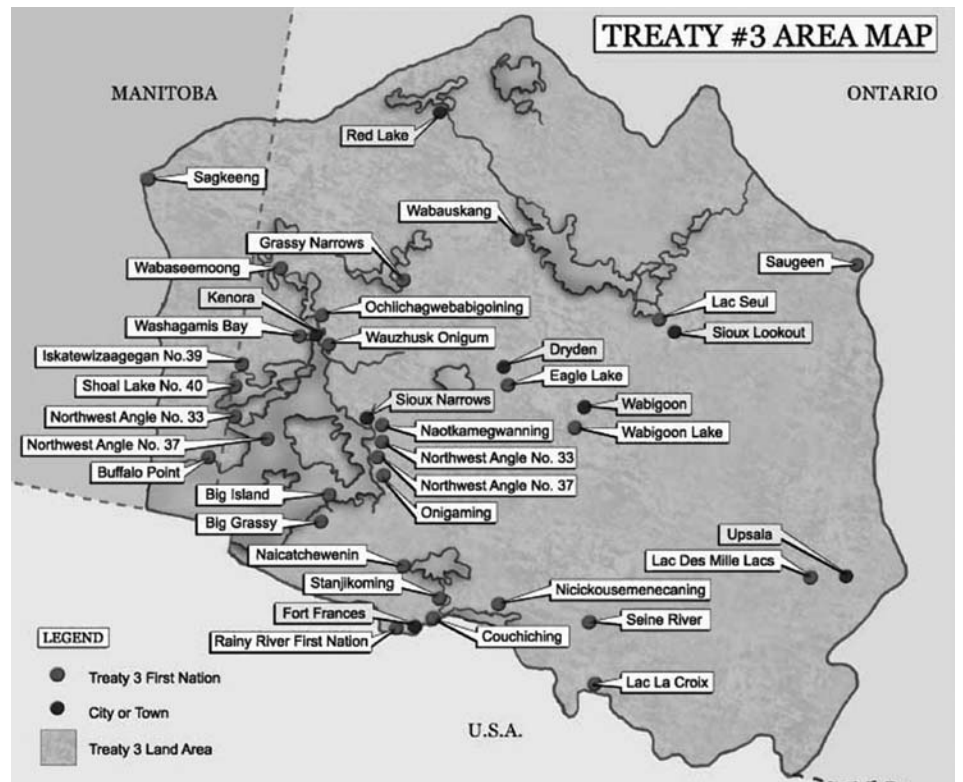 TREATY #3 AREA MAP
MANITOBA
ONTARIO
Red Lake
Sagkeeng
Wabauskang
Grassy Narrows
Wabaseemoong
Saugeen
Kenora
Ochlichagwebabigoining
Lac Seul
Washagamis Bay
Wauzhusk Onigum
Sioux Lookout
Iskatewizaagegan No.39
Dryden
Shoal Lake No. 40
Eagle Lake
Sioux Narrows
Wabigoon
Northwest Angle No. 33
Naotkamegwanning
Wabigoon Lake
Northwest Angle No. 37
Northwest Angle No. 33
Buffalo Point
Northwest Angle No. 37
Big Island
Onigaming
Big Grassy
Upsala
Naicatchewenin
Lac Des Mille Lacs
Stanjikoming
Nicickousemenecaning
Fort Frances
Seine River
Rainy River First Nation
Couchiching
LEGEND
Treaty 3 First Nation
Lac La Croix
City or Town
U.S.A.
Treaty 3 Land Area